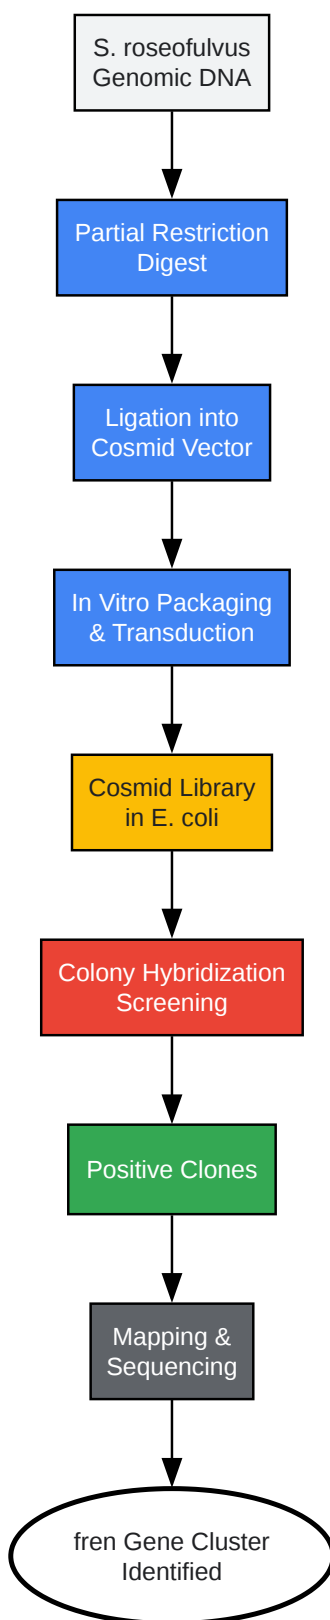 S. roseofulvus
Genomic DNA
Partial Restriction
Digest
Ligation into
Cosmid Vector
In Vitro Packaging
& Transduction
Cosmid Library
in E. coli
Colony Hybridization
Screening
Positive Clones
Mapping &
Sequencing
fren Gene Cluster
Identified